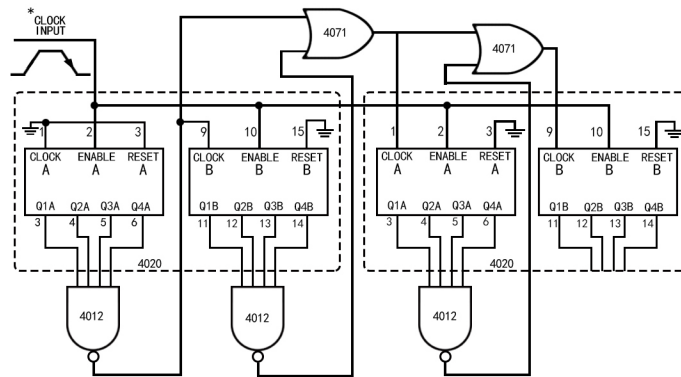 *
CLOCK
INPUT
4071
4071
1 2 3 9 10 15 1 2 3 9 10 15
CLOCK ENABLE RESET CLOCK ENABLE RESET CLOCK ENABLE RESET CLOCK ENABLE RESET
A A A B B B A A A B B B
Q1A Q2A Q3A Q4A Q1B Q2B Q3B Q4B Q1A Q2A Q3A Q4A Q1B Q2B Q3B Q4B
3 4 5 6 11 12 13 14 3 4 5 6 11 12 13 14
4020 4020
4012 4012 4012